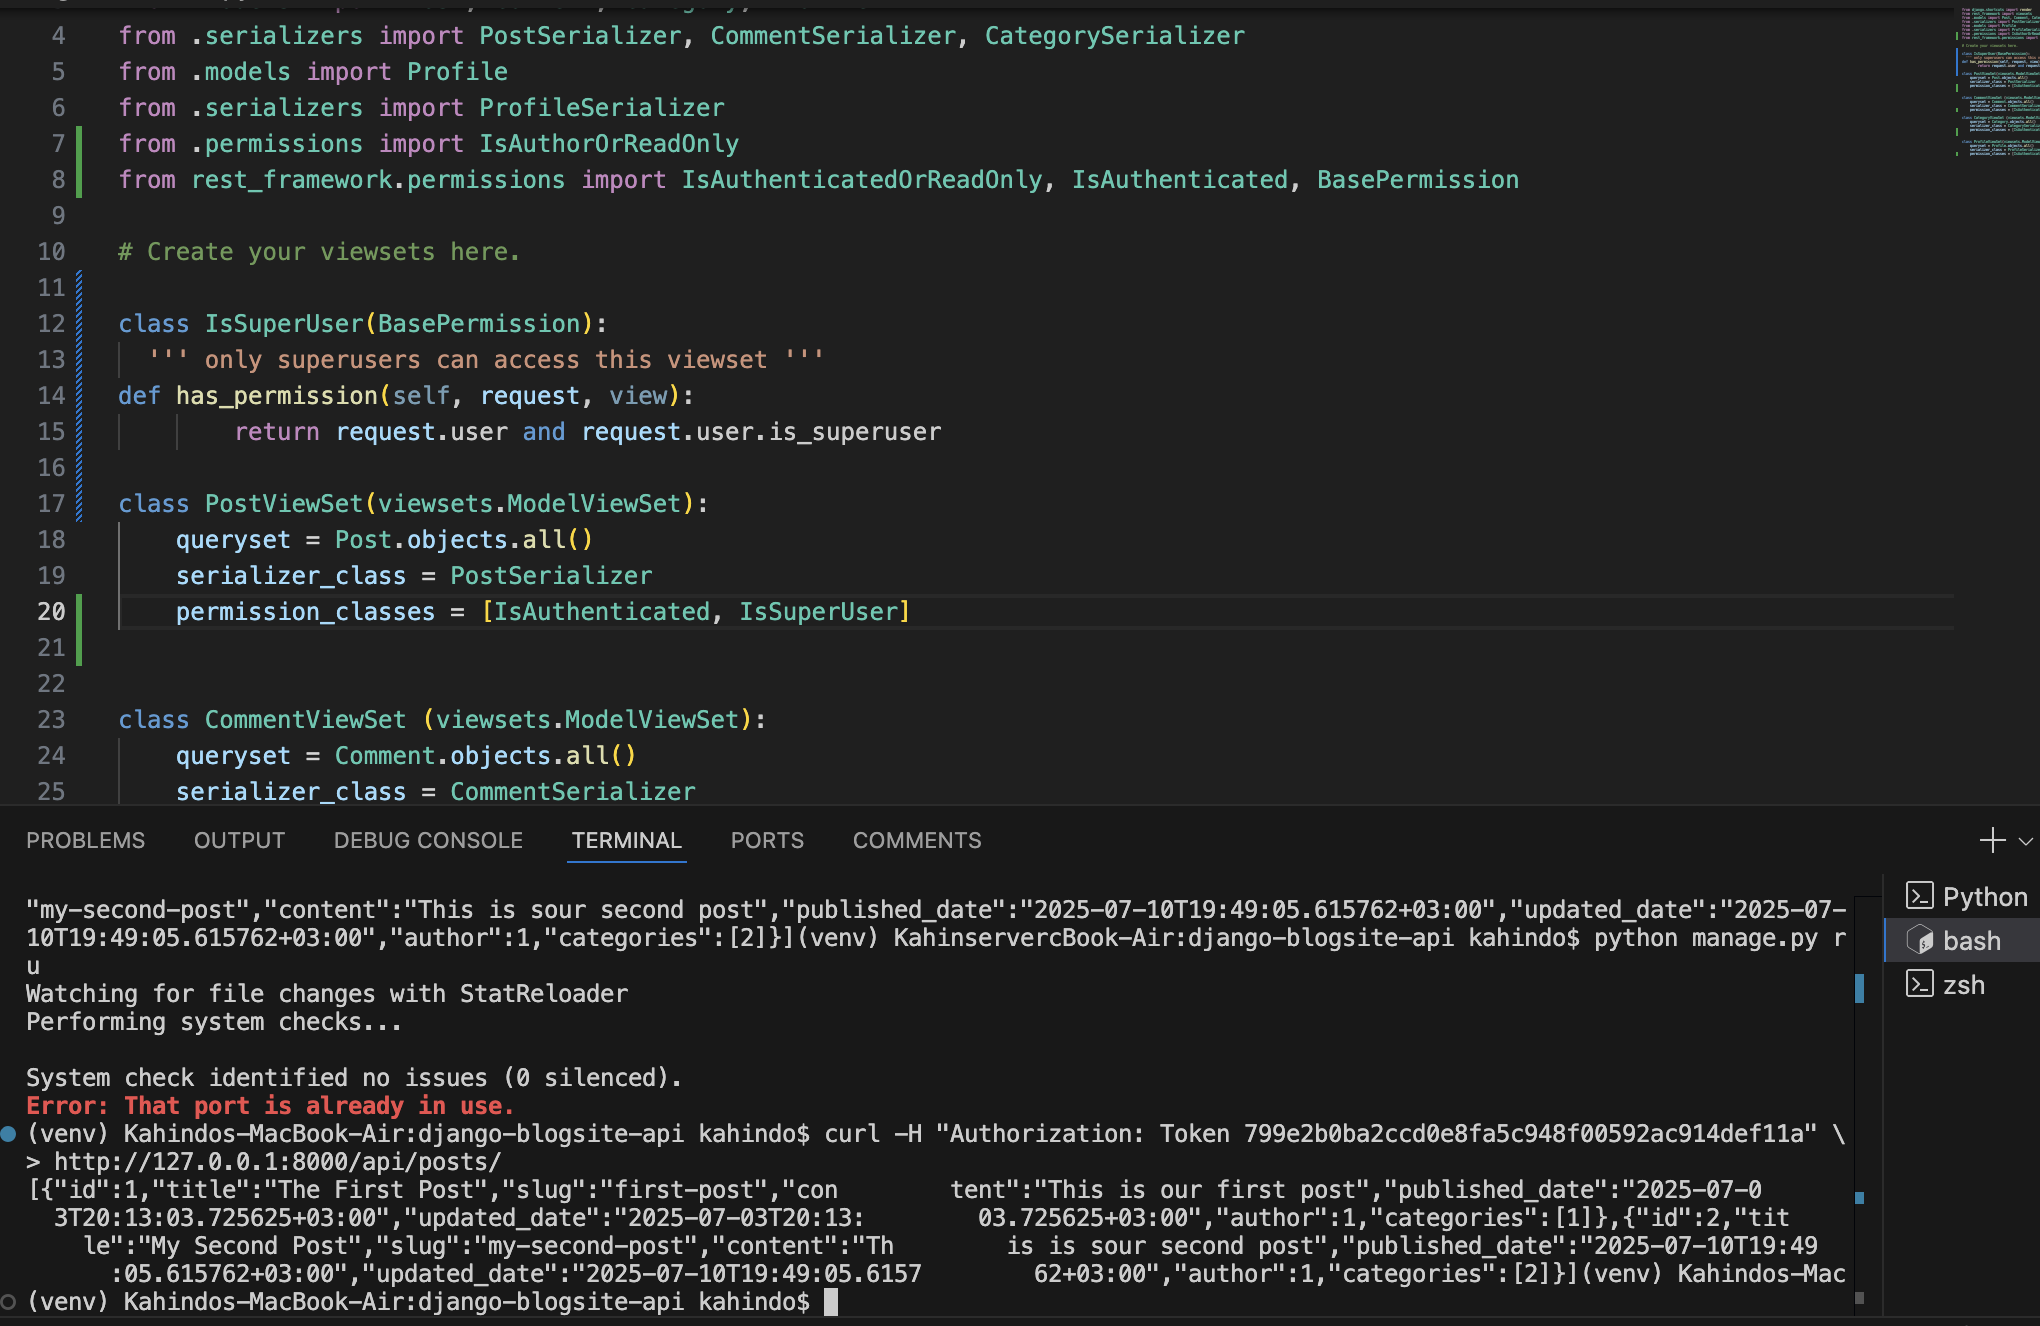 4 from .serializers import PostSerializer, CommentSerializer, CategorySerializer
5 from .models import Profile
6 from .serializers import ProfileSerializer
7 from .permissions import IsAuthorOrReadOnly
8 from rest_framework.permissions import IsAuthenticatedOrReadOnly, IsAuthenticated, BasePermission
9
10 # Create your viewsets here.
11
12 class IsSuperUser(BasePermission):
13   ''' only superusers can access this viewset '''
14 def has_permission(self, request, view):
15         return request.user and request.user.is_superuser
16
17 class PostViewSet(viewsets.ModelViewSet):
18     queryset = Post.objects.all()
19     serializer_class = PostSerializer
20     permission_classes = [IsAuthenticated, IsSuperUser]
21
22
23 class CommentViewSet (viewsets.ModelViewSet):
24     queryset = Comment.objects.all()
25     serializer_class = CommentSerializer
PROBLEMS OUTPUT DEBUG CONSOLE TERMINAL PORTS COMMENTS
"my-second-post","content":"This is sour second post","published_date":"2025-07-10T19:49:05.615762+03:00","updated_date":"2025-07-
10T19:49:05.615762+03:00","author":1,"categories":[2]}](venv) KahinservercBook-Air:django-blogsite-api kahindo$ python manage.py r
u
Watching for file changes with StatReloader
Performing system checks...
System check identified no issues (0 silenced).
Error: That port is already in use.
(venv) Kahindos-MacBook-Air:django-blogsite-api kahindo$ curl -H "Authorization: Token 799e2b0ba2ccd0e8fa5c948f00592ac914def11a" \
> http://127.0.0.1:8000/api/posts/
[{"id":1,"title":"The First Post","slug":"first-post","con        tent":"This is our first post","published_date":"2025-07-0
  3T20:13:03.725625+03:00","updated_date":"2025-07-03T20:13:        03.725625+03:00","author":1,"categories":[1]},{"id":2,"tit
    le":"My Second Post","slug":"my-second-post","content":"Th        is is sour second post","published_date":"2025-07-10T19:49
      :05.615762+03:00","updated_date":"2025-07-10T19:49:05.6157        62+03:00","author":1,"categories":[2]}](venv) Kahindos-Mac
(venv) Kahindos-MacBook-Air:django-blogsite-api kahindo$
Python
bash
zsh